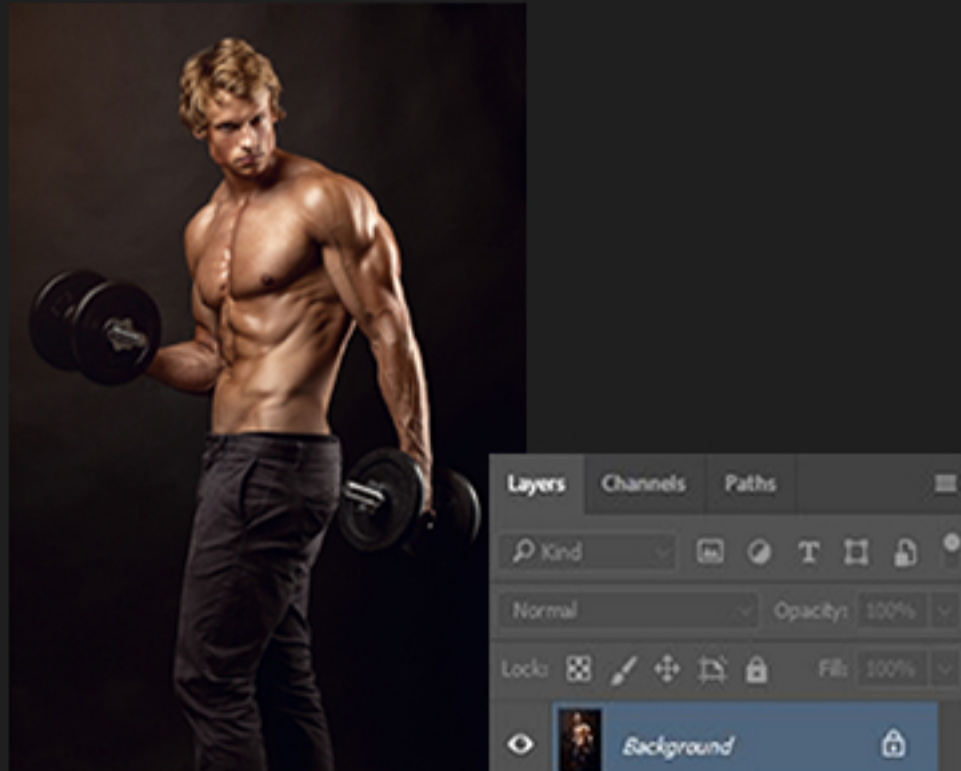 Layers Channels Paths
Kind
Normal Opacity: 100%
Lock: Fill: 100%
Background